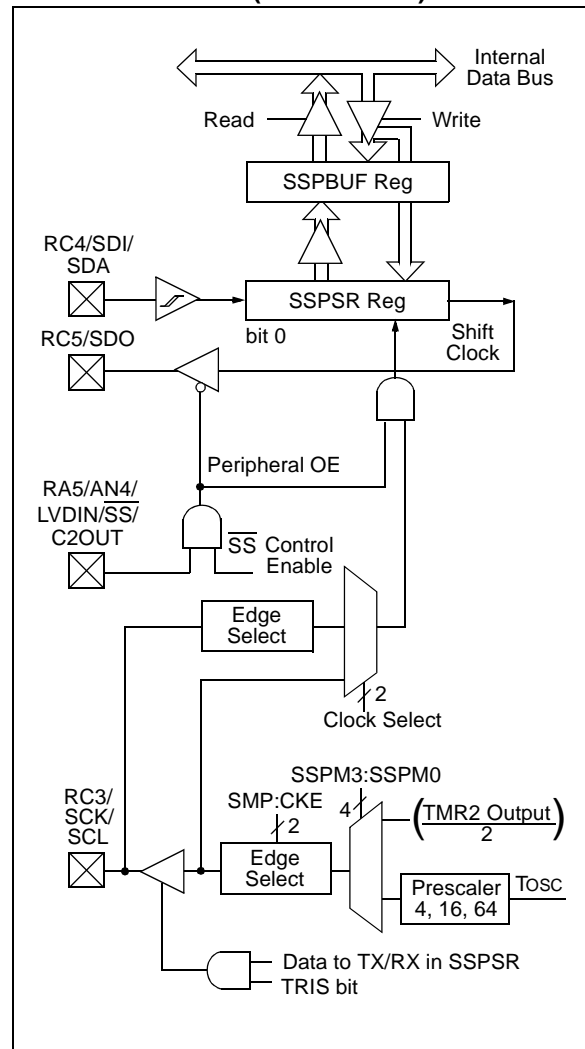 Internal
Data Bus
Read
Write
SSPBUF Reg
RC4/SDI/
SDA
SSPSR Reg
bit 0
Shift
Clock
RC5/SDO
Peripheral OE
RA5/AN4/
LVDIN/SS/
C2OUT
SS Control
Enable
Edge
Select
2
Clock Select
SSPM3:SSPM0
SMP:CKE
4
2
(TMR2 Output
2)
RC3/
SCK/
SCL
Edge
Select
Prescaler
4, 16, 64
TOSC
Data to TX/RX in SSPSR
TRIS bit